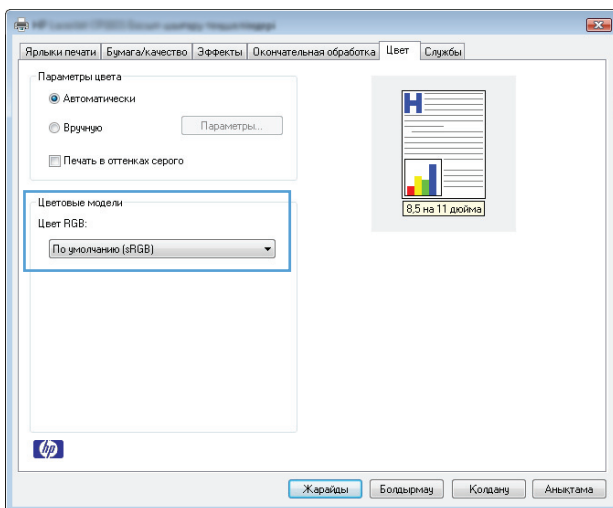 Ярлыки печати Бумага/качество Эффекты Окончательная обработка Цвет Службы
Параметры цвета
Автоматически
Вручную Параметры...
Печать в оттенках серого
H
8,5 на 11 дюйма
Цветовые модели
Цвет RGB:
По умолчанию (sRGB)
hp
Жарайды Болдырмау Қолдану Анықтама